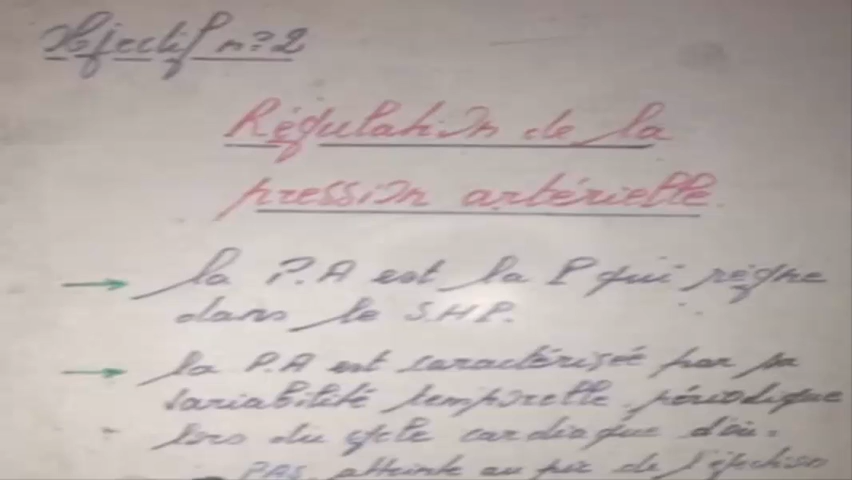 Objectif n°2
Régulation de la
pression artérielle.
→ la P.A est la P qui règne
dans le S.H.P.
→ la P.A est caractérisée par sa
variabilité temporelle périodique
lors du cycle cardiaque d'où.
PAS atteinte au pic de l'éjection